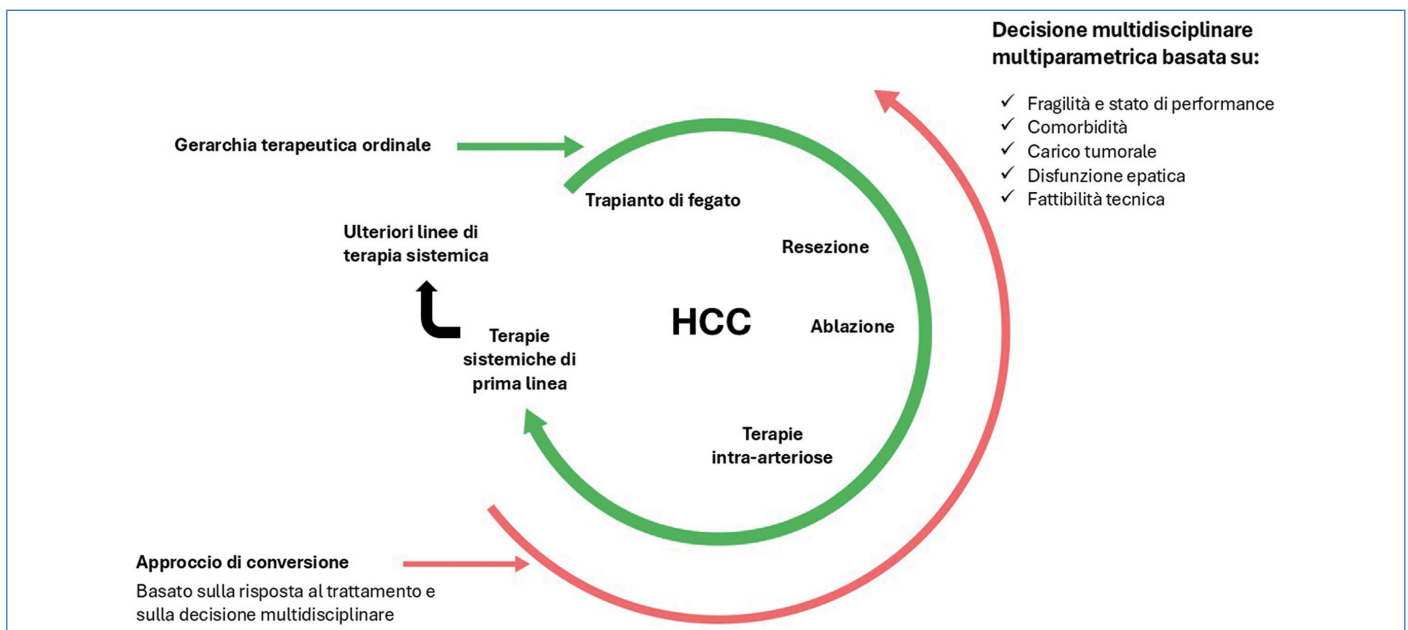 Decisione multidisciplinare
multiparametrica basata su:
✓ Fragilità e stato di performance
✓ Comorbidità
✓ Carico tumorale
✓ Disfunzione epatica
✓ Fattibilità tecnica
Gerarchia terapeutica ordinale
Trapianto di fegato
Resezione
Ablazione
Terapie
intra-arteriose
HCC
Terapie
sistemiche di
prima linea
Ulteriori linee di
terapia sistemica
Approccio di conversione
Basato sulla risposta al trattamento e
sulla decisione multidisciplinare